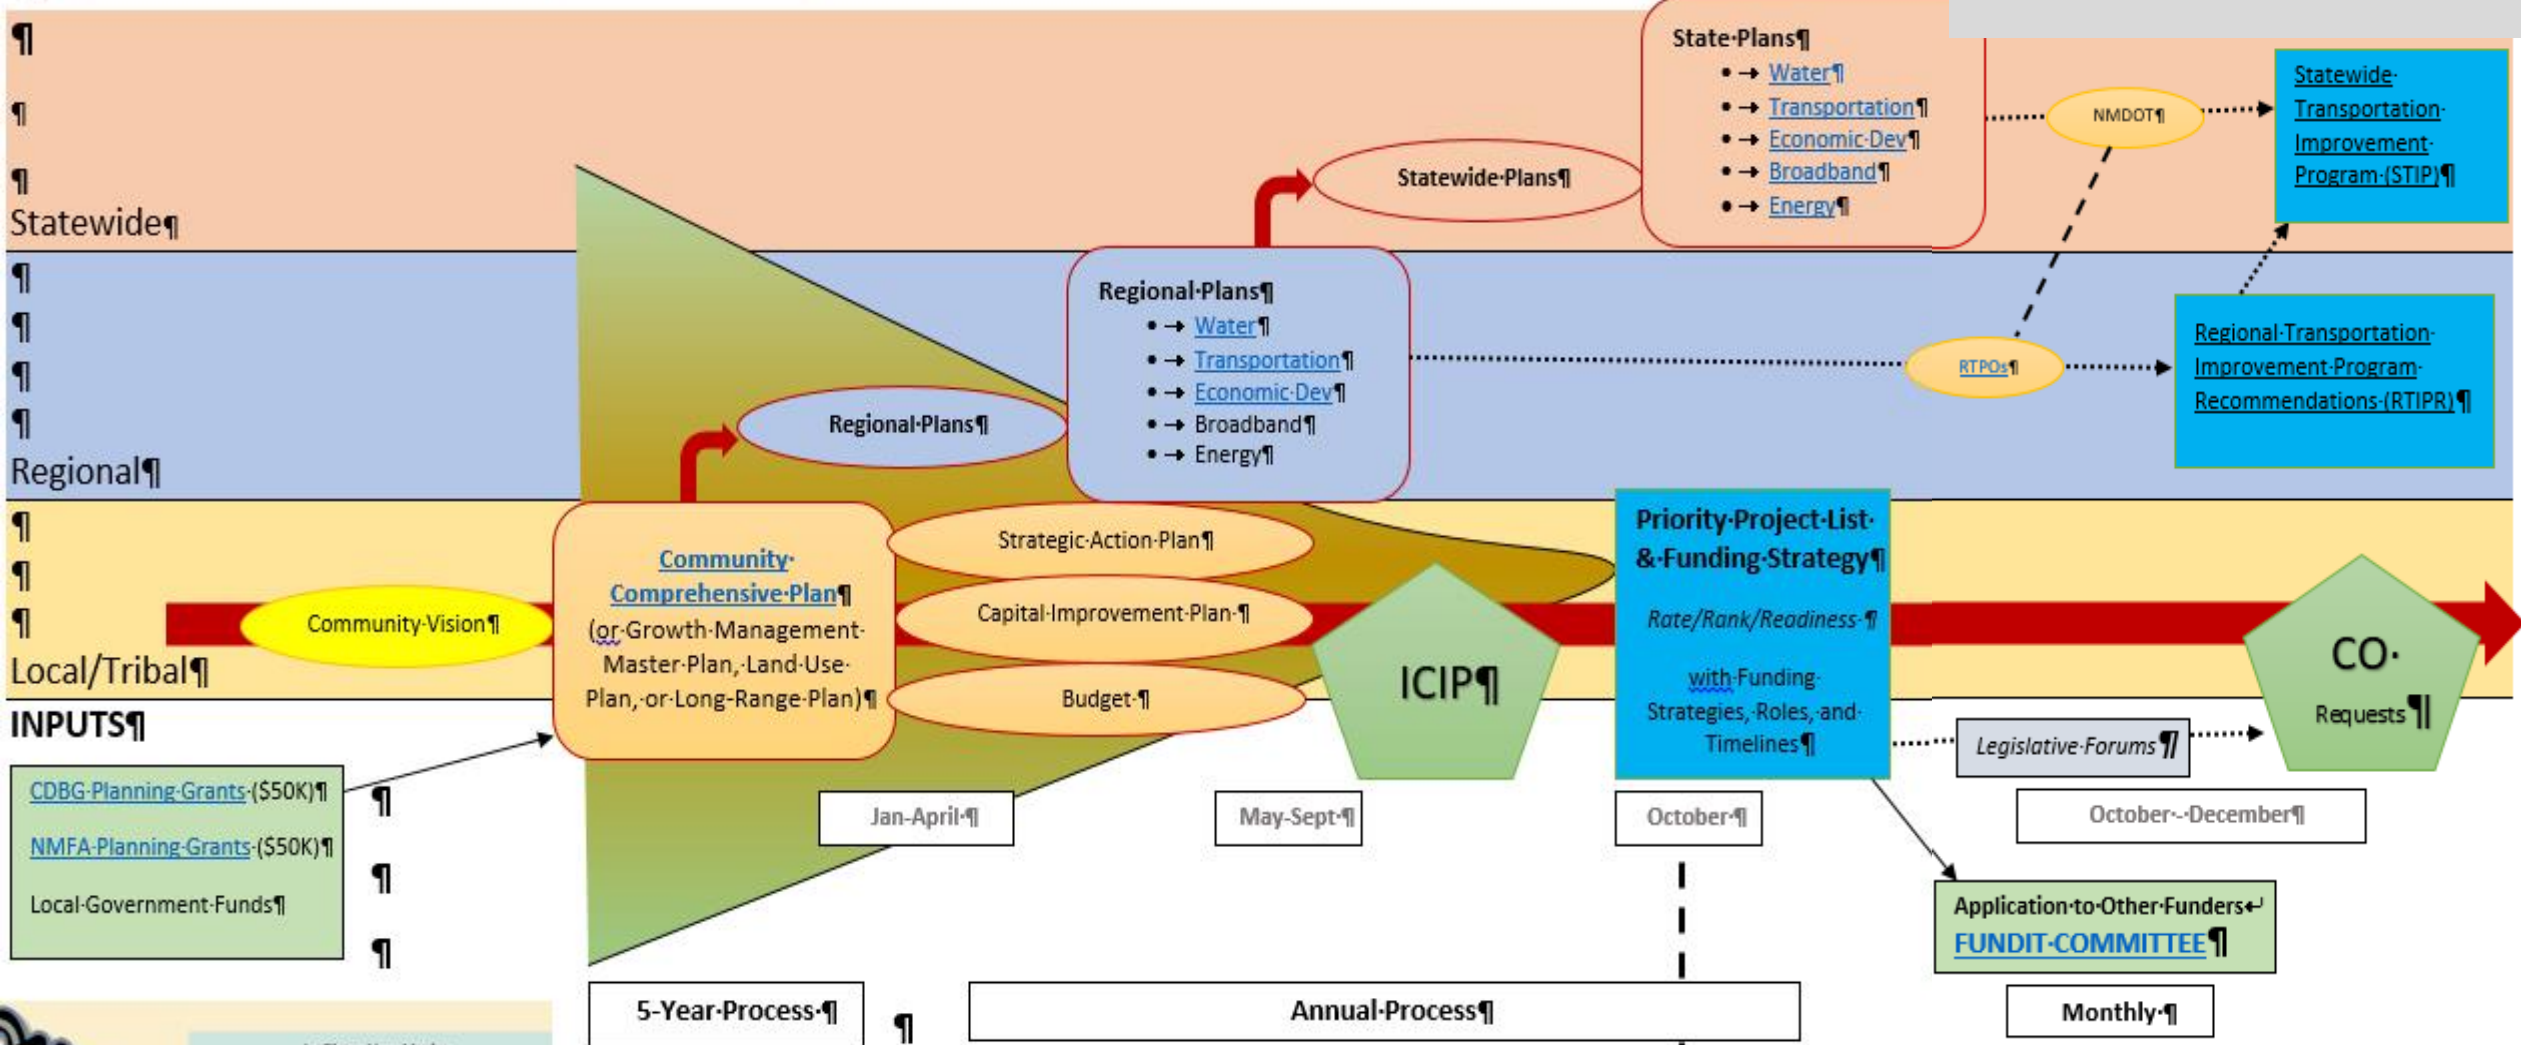 ¶
¶
¶
Statewide¶
State·Plans¶
• → Water¶
• → Transportation¶
• → Economic·Dev¶
• → Broadband¶
• → Energy¶
Statewide·Plans¶
NMDOT¶
Statewide·
Transportation·
Improvement·
Program·(STIP)¶
¶
¶
¶
¶
Regional¶
Regional·Plans¶
Regional·Plans¶
• → Water¶
• → Transportation¶
• → Economic·Dev¶
• → Broadband¶
• → Energy¶
RTPOs¶
Regional·Transportation·
Improvement·Program·
Recommendations·(RTIPR)¶
¶
¶
¶
Local/Tribal¶
Community·Vision¶
Community·
Comprehensive·Plan¶
(or·Growth·Management·
Master·Plan,·Land·Use·
Plan,·or·Long-Range·Plan)¶
Strategic·Action·Plan¶
Capital·Improvement·Plan·¶
Budget·¶
ICIP¶
Priority·Project·List·
&·Funding·Strategy¶
Rate/Rank/Readiness·¶
with·Funding·
Strategies,·Roles,·and·
Timelines¶
Legislative·Forums¶
CO·
Requests¶
INPUTS¶
CDBG·Planning·Grants·($50K)¶
NMFA·Planning·Grants·($50K)¶
Local·Government·Funds¶
¶
¶
¶
Jan-April·¶
May-Sept·¶
October·¶
October·-·December¶
Application·to·Other·Funders↵
FUNDIT·COMMITTEE¶
5-Year·Process·¶
¶
Annual·Process¶
Monthly·¶